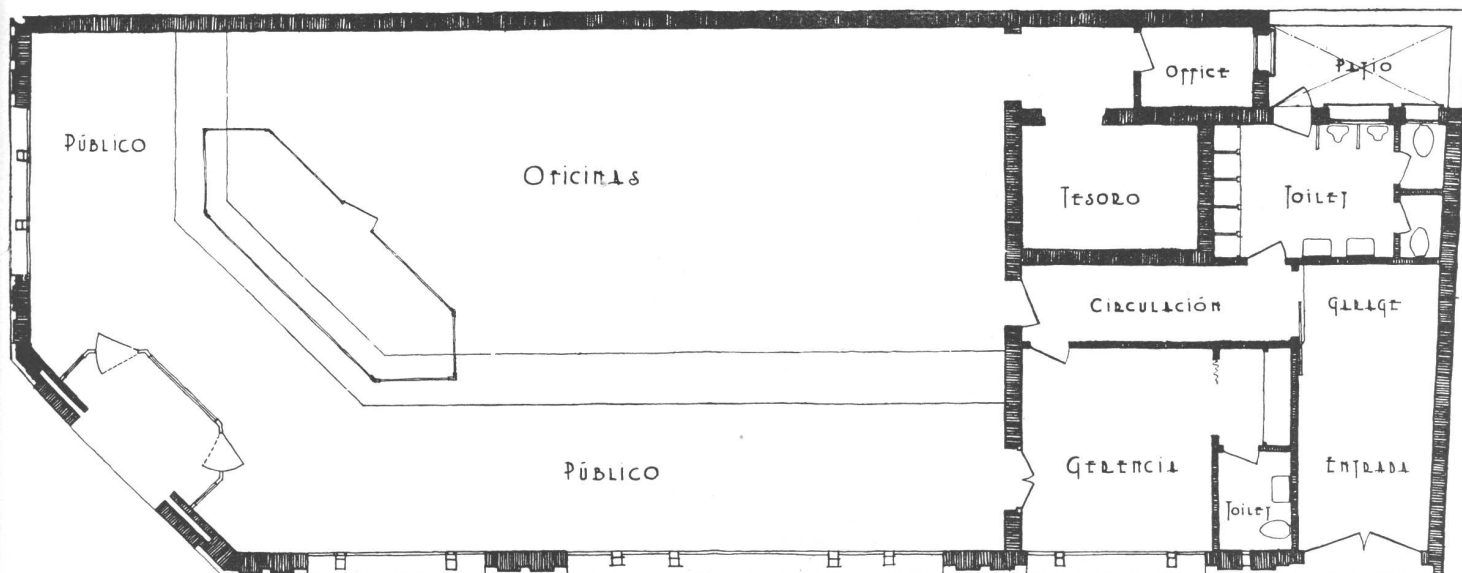 OFFICE
PATIO
PÚBLICO
OFICINAS
TESORO
TOILET
CIRCULACIÓN
GARAGE
PÚBLICO
GERENCIA
ENTRADA
TOILET